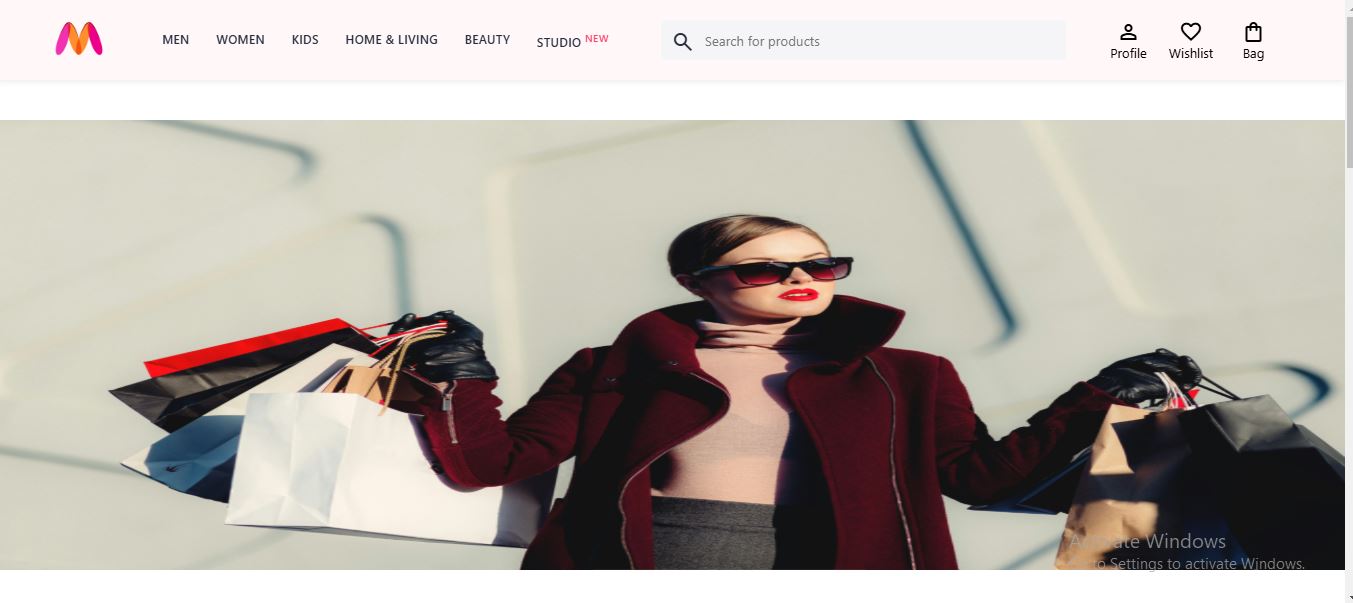 MEN WOMEN KIDS HOME & LIVING BEAUTY STUDIO NEW
Search for products
Profile Wishlist Bag
Activate Windows
Go to Settings to activate Windows.